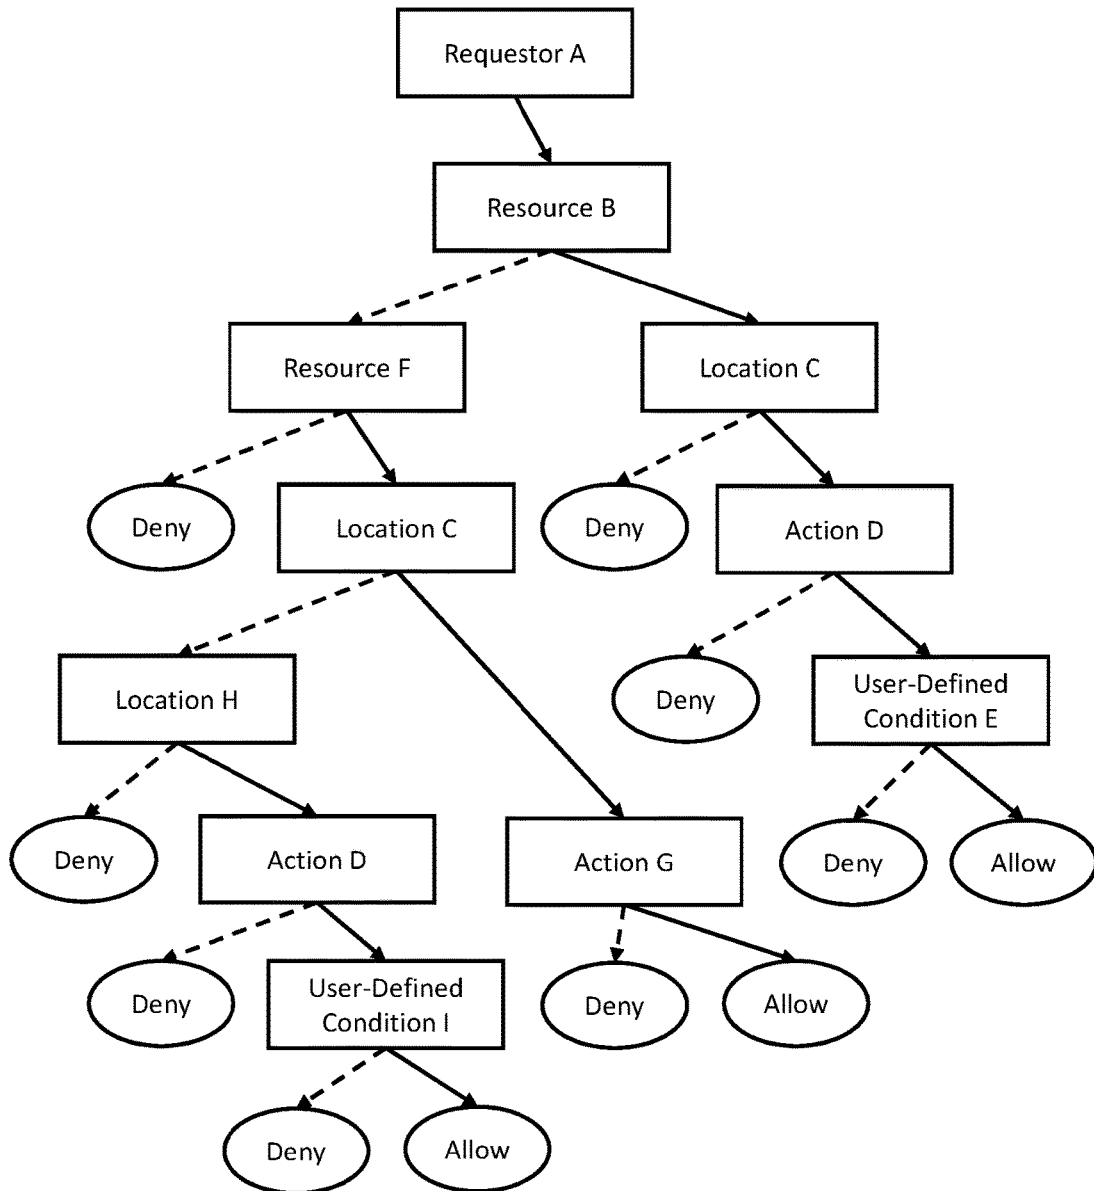 Requestor A
Resource B
Resource F
Location C
Deny
Location C
Deny
Action D
Location H
Deny
User-Defined
Condition E
Deny
Action D
Action G
Deny
Allow
Deny
User-Defined
Condition I
Deny
Allow
Deny
Allow